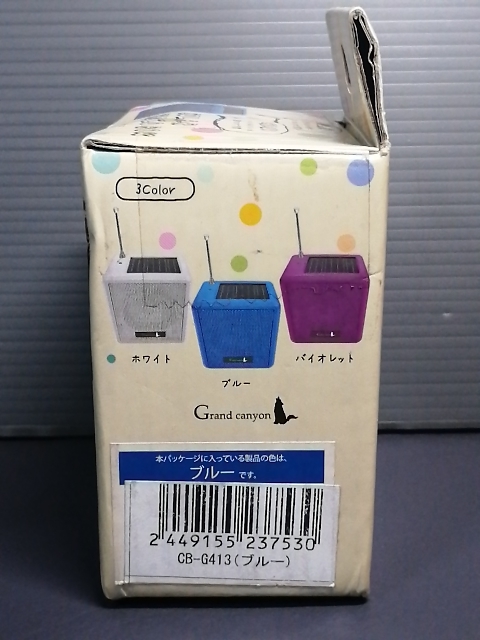 3Color
ホワイト
ブルー
バイオレット
Grand canyon
本パッケージに入っている製品の色は、
ブルー です。
2 449155 237530
CB-G413(ブルー)